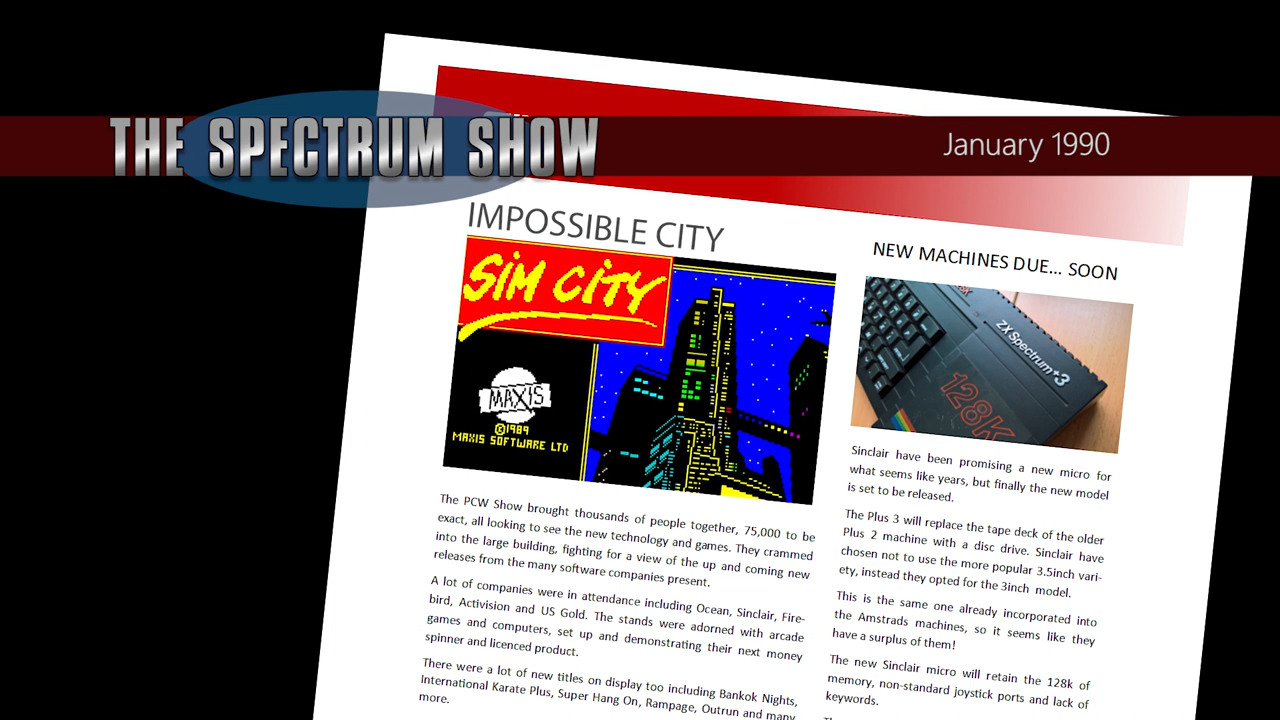 THE SPECTRUM SHOW
January 1990
IMPOSSIBLE CITY
SIM CITY
MAXIS
©1989
MAXIS SOFTWARE LTD
The PCW Show brought thousands of people together, 75,000 to be
exact, all looking to see the new technology and games. They crammed
into the large building, fighting for a view of the up and coming new
releases from the many software companies present.
A lot of companies were in attendance including Ocean, Sinclair, Fire-
bird, Activision and US Gold. The stands were adorned with arcade
games and computers, set up and demonstrating their next money
spinner and licenced product.
There were a lot of new titles on display too including Bankok Nights,
International Karate Plus, Super Hang On, Rampage, Outrun and many
more.
NEW MACHINES DUE... SOON
ZX Spectrum +3
128K
Sinclair have been promising a new micro for
what seems like years, but finally the new model
is set to be released.
The Plus 3 will replace the tape deck of the older
Plus 2 machine with a disc drive. Sinclair have
chosen not to use the more popular 3.5inch vari-
ety, instead they opted for the 3inch model.
This is the same one already incorporated into
the Amstrads machines, so it seems like they
have a surplus of them!
The new Sinclair micro will retain the 128k of
memory, non-standard joystick ports and lack of
keywords.